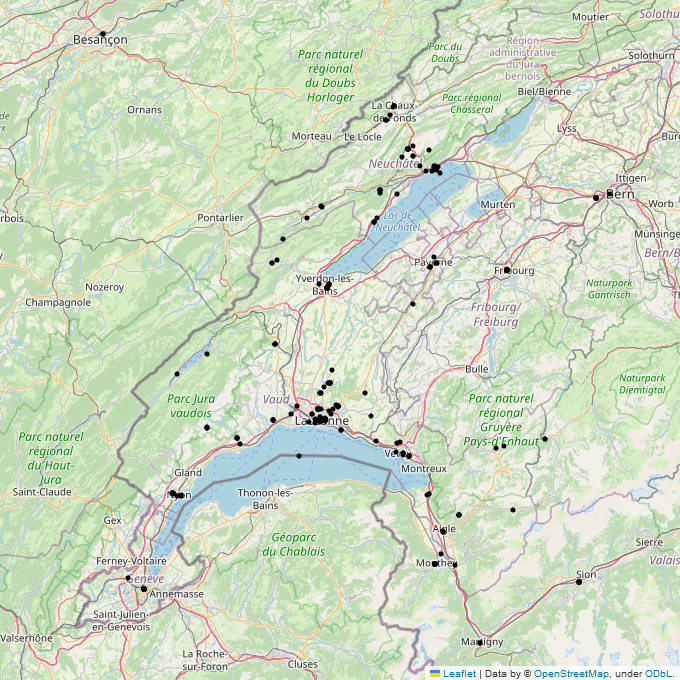 Besançon
Moutier
Solothu
Parc du
Doubs
Région
administrative
du Jura
bernois
Solothurn
Parc naturel
régional
du Doubs
Horloger
Ornans
La Chaux-
de-Fonds
Biel/Bienne
Parc régional
Chasseral
Morteau
Le Locle
Lyss
Bur
Neuchâtel
Ittigen
Bern
Worb
Pontarlier
Murten
Lac de
Neuchâtel
Münsingen
Payerne
Fribourg
Yverdon-les-
Bains
Nozeroy
Naturpark
Gantrisch
Bern/B
Champagnole
Fribourg/
Freiburg
Bulle
Naturpark
Diemtigtal
Parc Jura
vaudois
Vaud
Parc naturel
régional
Gruyère
Pays-d'Enhaut
Lausanne
Parc naturel
régional
du Haut-
Jura
Vevey
Montreux
Gland
Saint-Claude
Nyon
Thonon-les-
Bains
Gex
Aigle
Géoparc
du Chablais
Sierre
Ferney-Voltaire
Monthey
Valais
Genève
Sion
Annemasse
Saint-Julien-
en-Genevois
Valserhône
Martigny
La Roche-
sur-Foron
Cluses
Leaflet | Data by © OpenStreetMap, under ODbL.